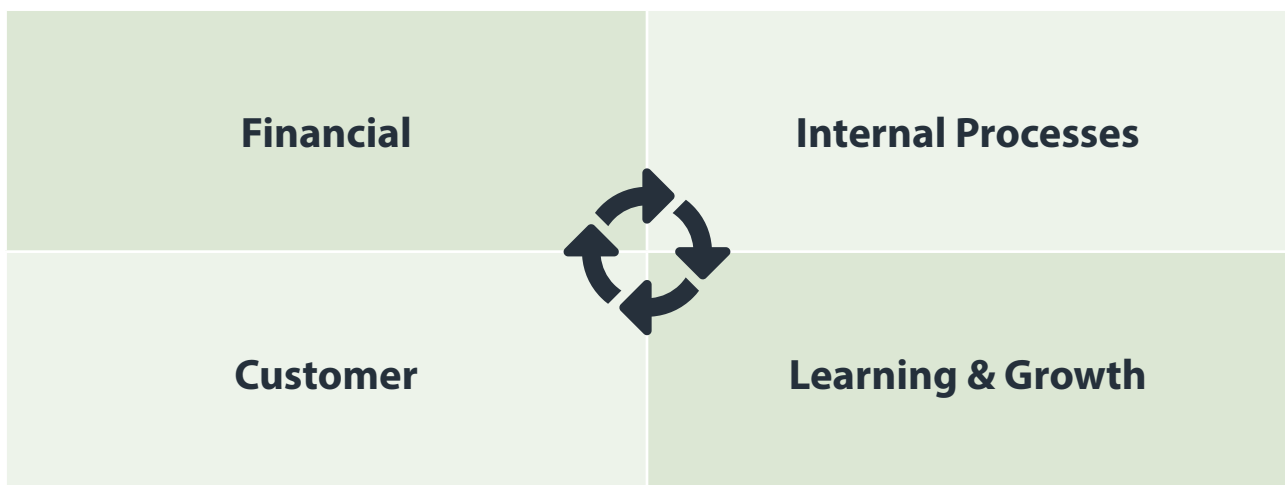 Financial
Internal Processes
Customer
Learning & Growth